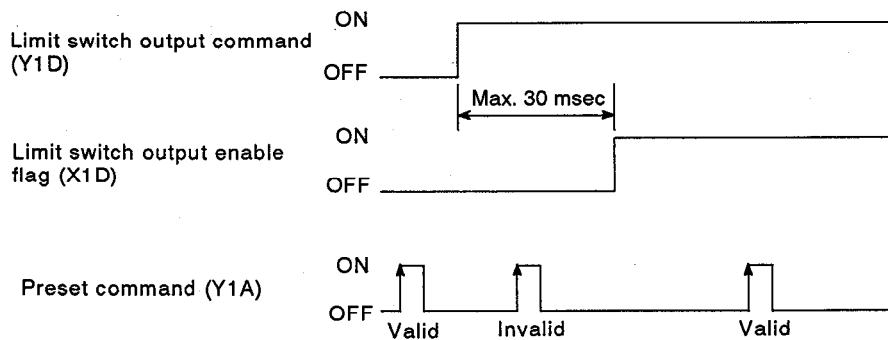 ON
Limit switch output command
(Y1D)
OFF
Max. 30 msec
ON
Limit switch output enable
flag (X1D)
OFF
ON
Preset command (Y1A)
OFF
Valid
Invalid
Valid